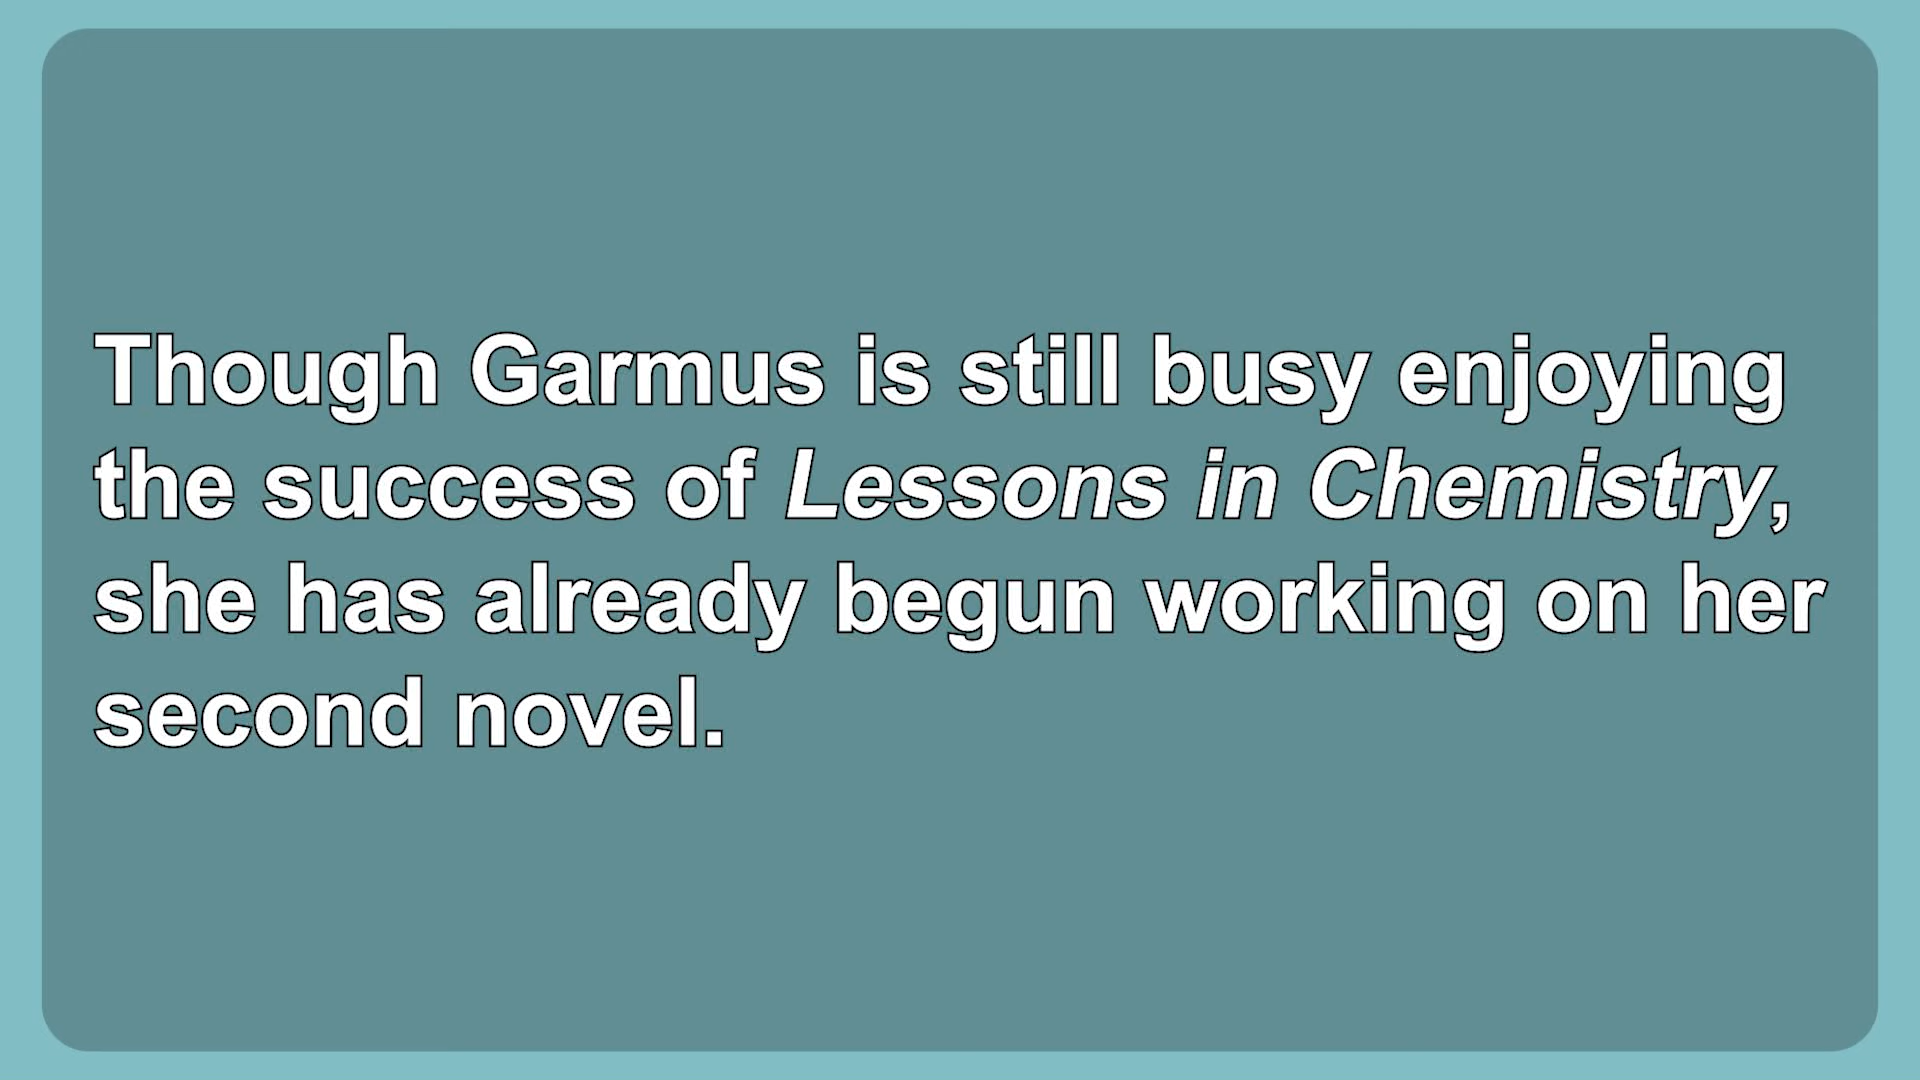 Though Garmus is still busy enjoying
the success of Lessons in Chemistry,
she has already begun working on her
second novel.